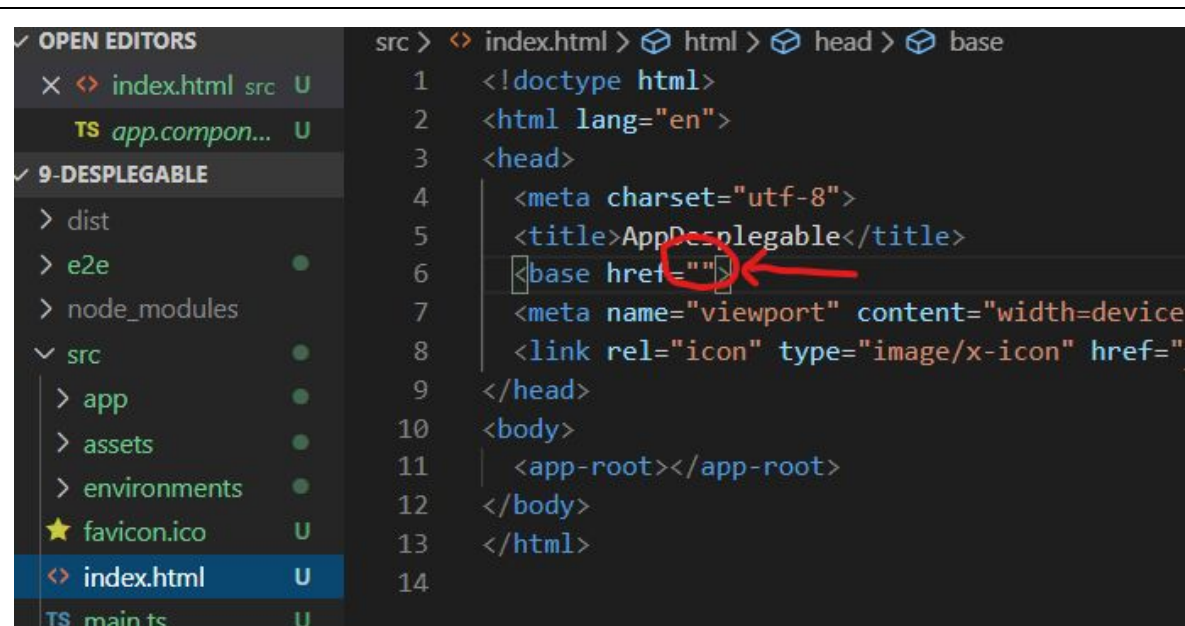 OPEN EDITORS
index.html src U
TS app.compon... U
9-DESPLEGABLE
dist
e2e
node_modules
src
app
assets
environments
favicon.ico U
index.html U
TS main.ts U
src > index.html > html > head > base
1 <!doctype html>
2 <html lang="en">
3 <head>
4 <meta charset="utf-8">
5 <title>AppDesplegable</title>
6 <base href="">
7 <meta name="viewport" content="width=device
8 <link rel="icon" type="image/x-icon" href="
9 </head>
10 <body>
11 <app-root></app-root>
12 </body>
13 </html>
14